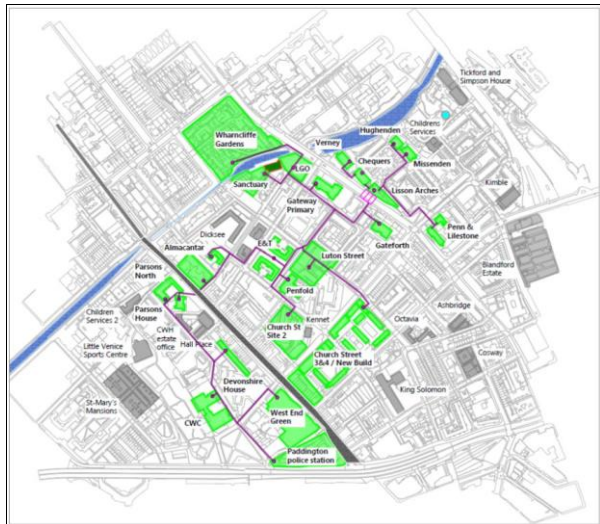 Tickford and
Simpson House
Hughenden
Childrens
Services
Wharncliffe
Gardens
Verney
Chequers
Missenden
LGO
Sanctuary
Lisson Arches
Kimble
Gateway
Primary
Penn &
Lilestone
Dicksee
Gateforth
E&T
Almacantar
Luton Street
Blandford
Estate
Parsons
North
Penfold
Children
Services 2
Parsons
House
Kennet
Church St
Site 2
Ashbridge
Octavia
CWH
estate
office
Hall Place
Little Venice
Sports Centre
Church Street
3&4 / New Build
Cosway
Devonshire
House
King Solomon
St-Mary's
Mansions
West End
Green
CWC
Paddington
police station